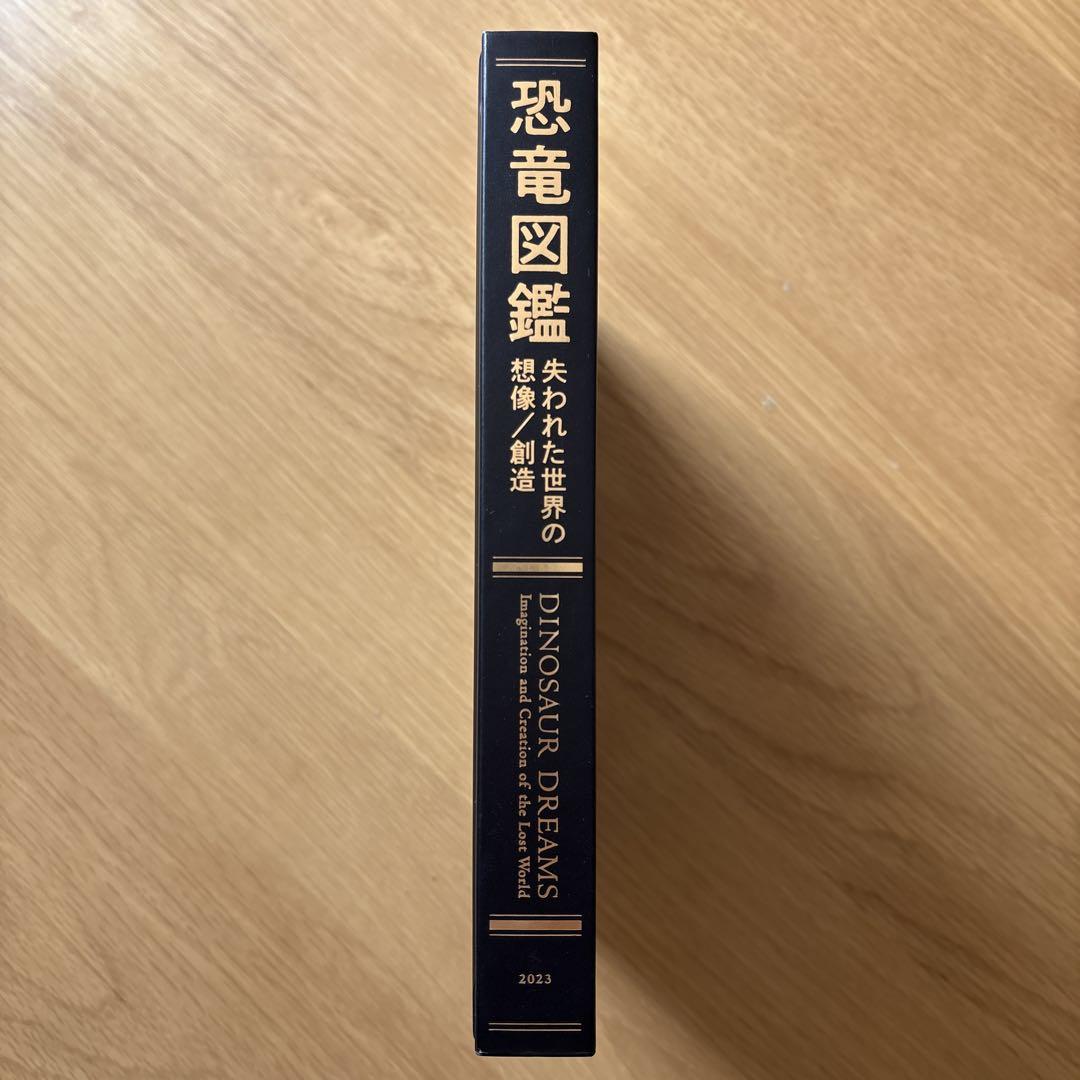 恐竜図鑑
失われた世界の
想像/創造
DINOSAUR DREAMS
Imagination and Creation of the Lost World
2023